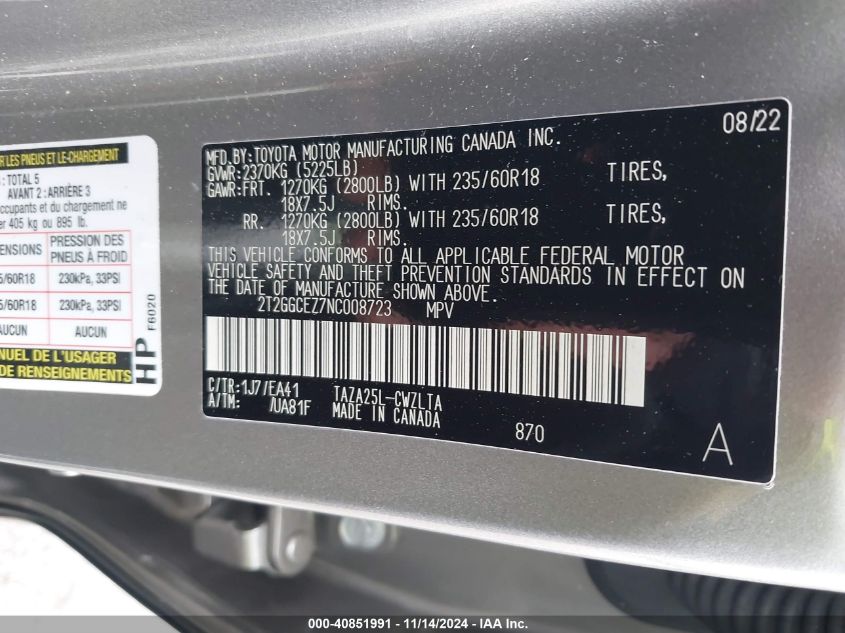 R LES PNEUS ET LE CHARGEMENT
: TOTAL 5
AVANT 2 : ARRIÈRE 3
occupants et du chargement ne
er 405 kg ou 895 lb.
PRESSION DES
PNEUS À FROID
5/60R18 230kPa, 33PSI
5/60R18 230kPa, 33PSI
AUCUN AUCUN
NUEL DE L'USAGER
DE RENSEIGNEMENTS
HP
F6020
08/22
MFD.BY:TOYOTA MOTOR MANUFACTURING CANADA INC.
GVWR:2370KG (5225LB)
GAWR:FRT. 1270KG (2800LB) WITH 235/60R18 TIRES,
18X7.5J RIMS.
RR. 1270KG (2800LB) WITH 235/60R18 TIRES,
18X7.5J RIMS.
THIS VEHICLE CONFORMS TO ALL APPLICABLE FEDERAL MOTOR
VEHICLE SAFETY AND THEFT PREVENTION STANDARDS IN EFFECT ON
THE DATE OF MANUFACTURE SHOWN ABOVE.
2T2GGCEZ7NC008723 MPV
C/TR:1J7/EA41 TAZA25L-CWZLTA
A/TM: /UA81F MADE IN CANADA
870
A
000-40851991 - 11/14/2024 - IAA Inc.